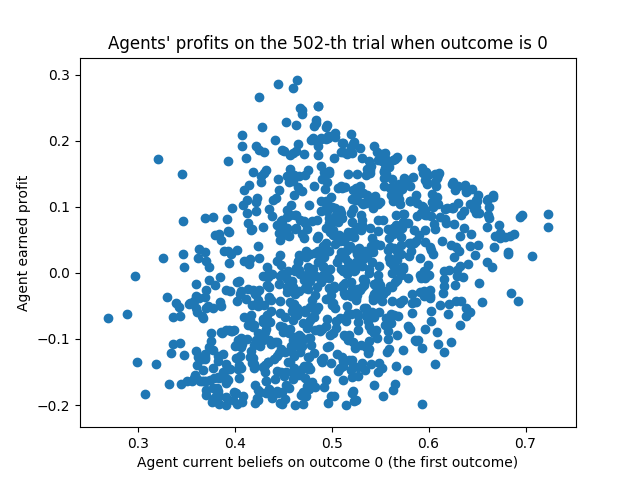 Agents' profits on the 502-th trial when outcome is 0
0.3
0.2
0.1
0.0
−0.1
−0.2
Agent earned profit
0.3 0.4 0.5 0.6 0.7
Agent current beliefs on outcome 0 (the first outcome)